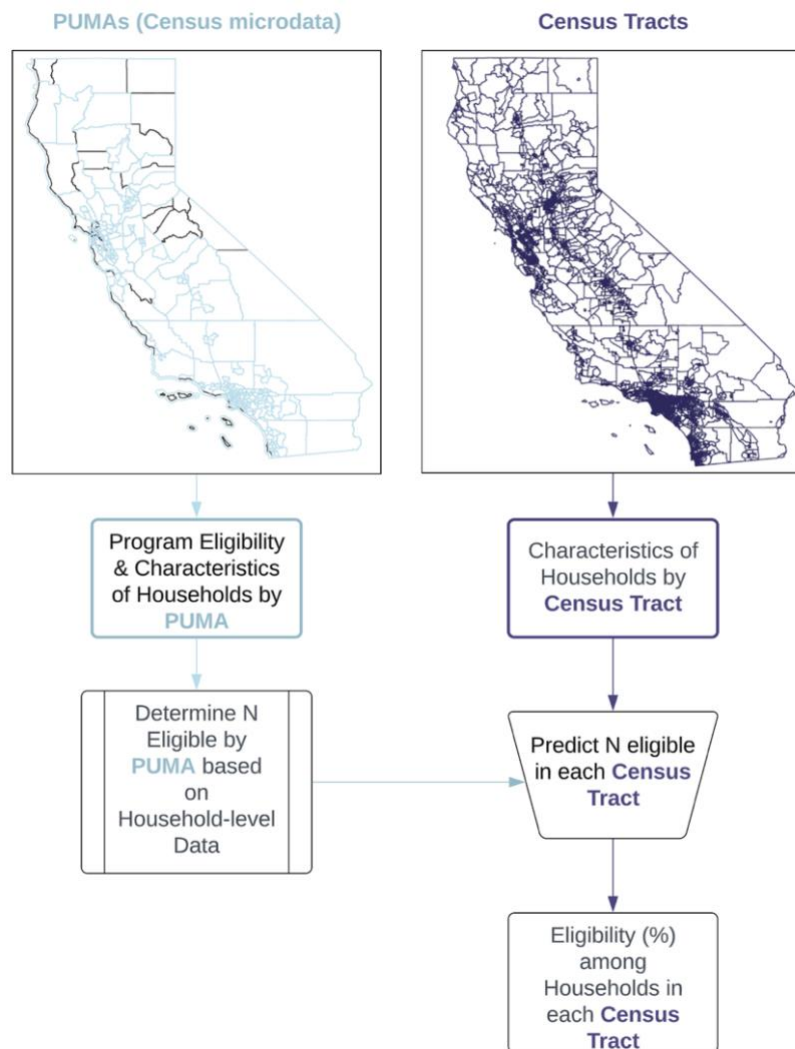 PUMAs (Census microdata)
Census Tracts
Program Eligibility
& Characteristics
of Households by
PUMA
Characteristics of
Households by
Census Tract
Determine N
Eligible by
PUMA based
on
Household-level
Data
Predict N eligible
in each Census
Tract
Eligibility (%)
among
Households in
each Census
Tract